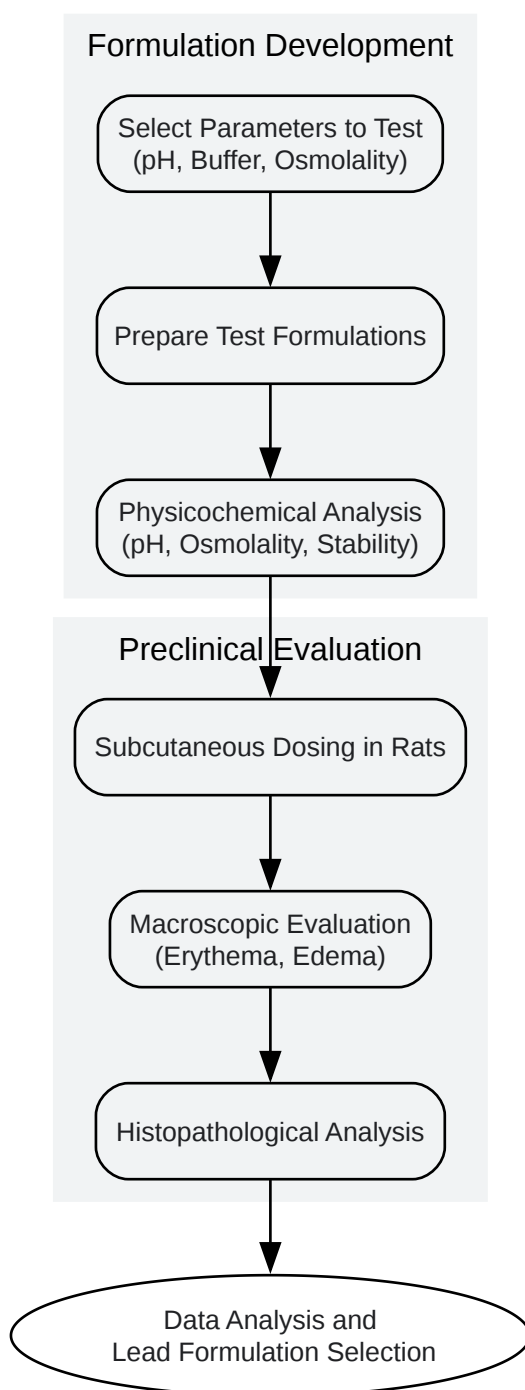 Formulation Development
Select Parameters to Test
(pH, Buffer, Osmolality)
Prepare Test Formulations
Physicochemical Analysis
(pH, Osmolality, Stability)
Preclinical Evaluation
Subcutaneous Dosing in Rats
Macroscopic Evaluation
(Erythema, Edema)
Histopathological Analysis
Data Analysis and
Lead Formulation Selection